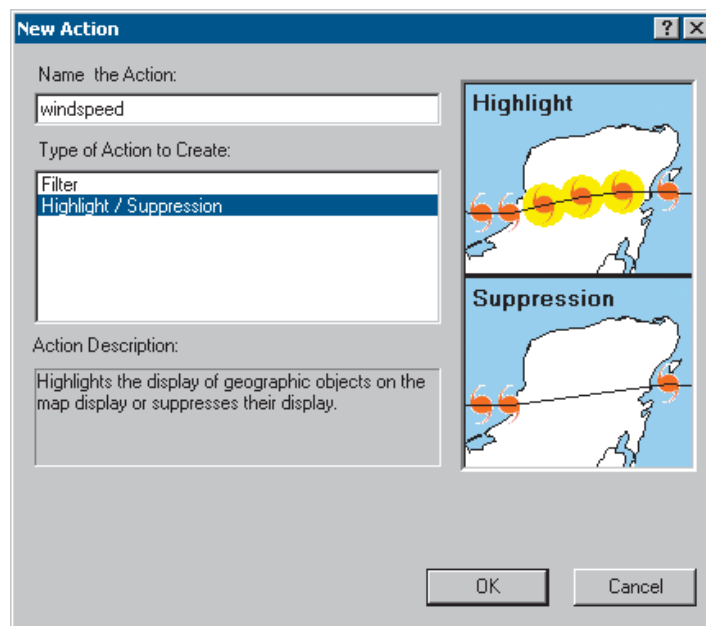 New Action
Name the Action:
windspeed
Type of Action to Create:
Filter
Highlight / Suppression
Action Description:
Highlights the display of geographic objects on the
map display or suppresses their display.
Highlight
Suppression
OK
Cancel